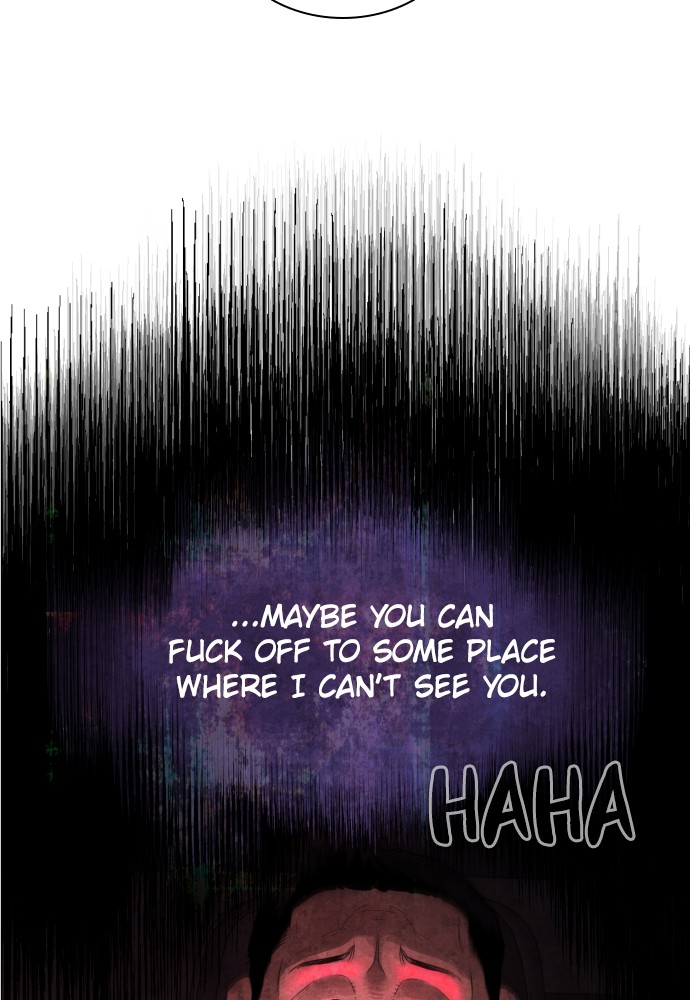 ...MAYBE YOU CAN
FUCK OFF TO SOME PLACE
WHERE I CAN'T SEE YOU.
HAHA